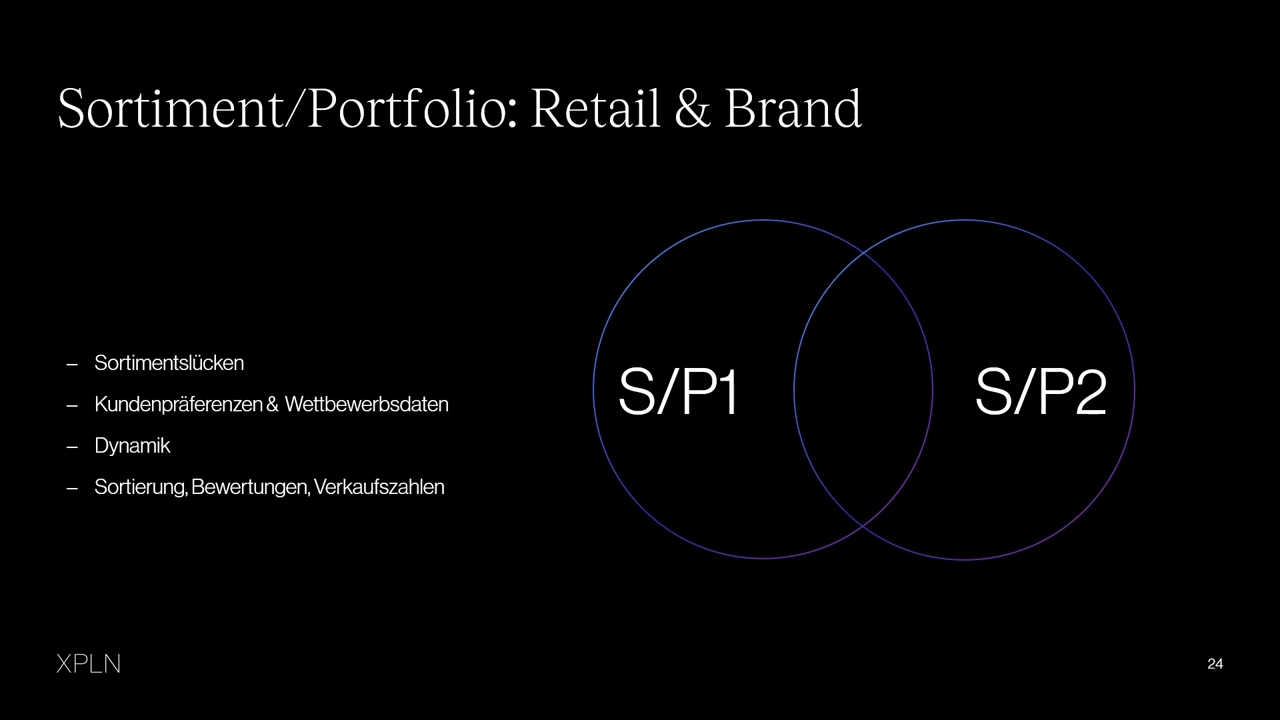 Sortiment/Portfolio: Retail & Brand
– Sortimentslücken
– Kundenpräferenzen & Wettbewerbsdaten
– Dynamik
– Sortierung, Bewertungen, Verkaufszahlen
S/P1
S/P2
XPLN
24